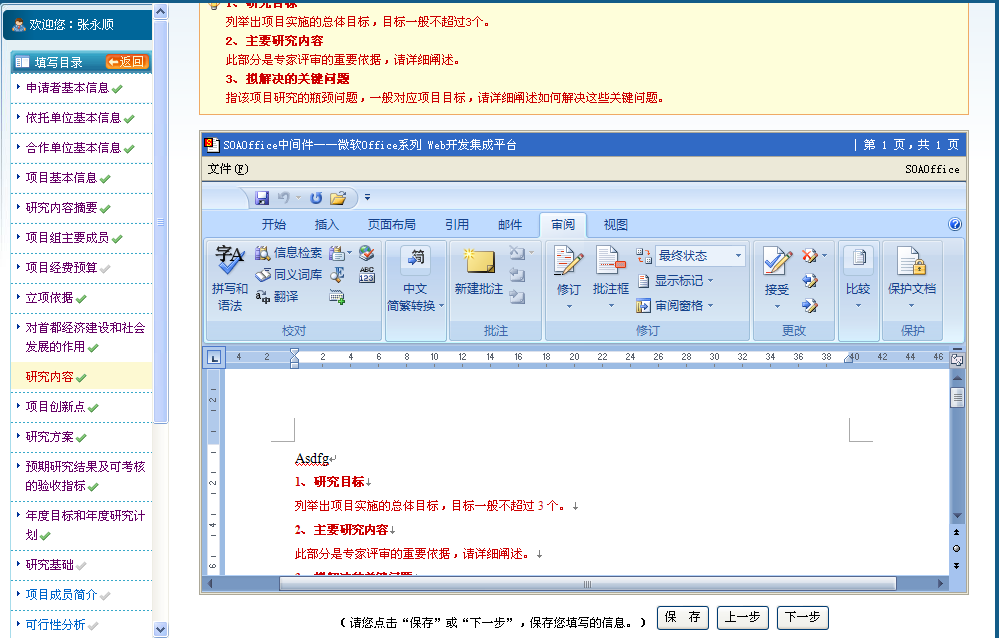 欢迎您：张永顺
填写目录
返回
申请者基本信息
依托单位基本信息
合作单位基本信息
项目基本信息
研究内容摘要
项目组主要成员
项目经费预算
立项依据
对首都经济建设和社会
发展的作用
研究内容
项目创新点
研究方案
预期研究结果及可考核
的验收指标
年度目标和年度研究计
划
研究基础
项目成员简介
可行性分析
1、研究目标
列举出项目实施的总体目标，目标一般不超过3个。
2、主要研究内容
此部分是专家评审的重要依据，请详细阐述。
3、拟解决的关键问题
指该项目研究的瓶颈问题，一般对应项目目标，请详细阐述如何解决这些关键问题。
SOAOffice中间件——微软Office系列 Web开发集成平台
| 第 1 页，共 1 页
文件(F)
SOAOffice
开始 插入 页面布局 引用 邮件 审阅 视图
字A
拼写和
语法
信息检索
同义词库
翻译
ABC
123
校对
简
中文
简繁转换
新建批注
批注
修订
批注框
最终状态
显示标记
审阅窗格
修订
接受
更改
比较
保护文档
保护
L
4 2 2 4 6 8 10 12 14 16 18 20 22 24 26 28 30 32 34 36 38 40 42 44 46
2
2
4
6
Asdfg
1、研究目标
列举出项目实施的总体目标，目标一般不超过 3 个。
2、主要研究内容
此部分是专家评审的重要依据，请详细阐述。
3、拟解决的关键问题
（请您点击“保存”或“下一步”，保存您填写的信息。）
保 存
上一步
下一步